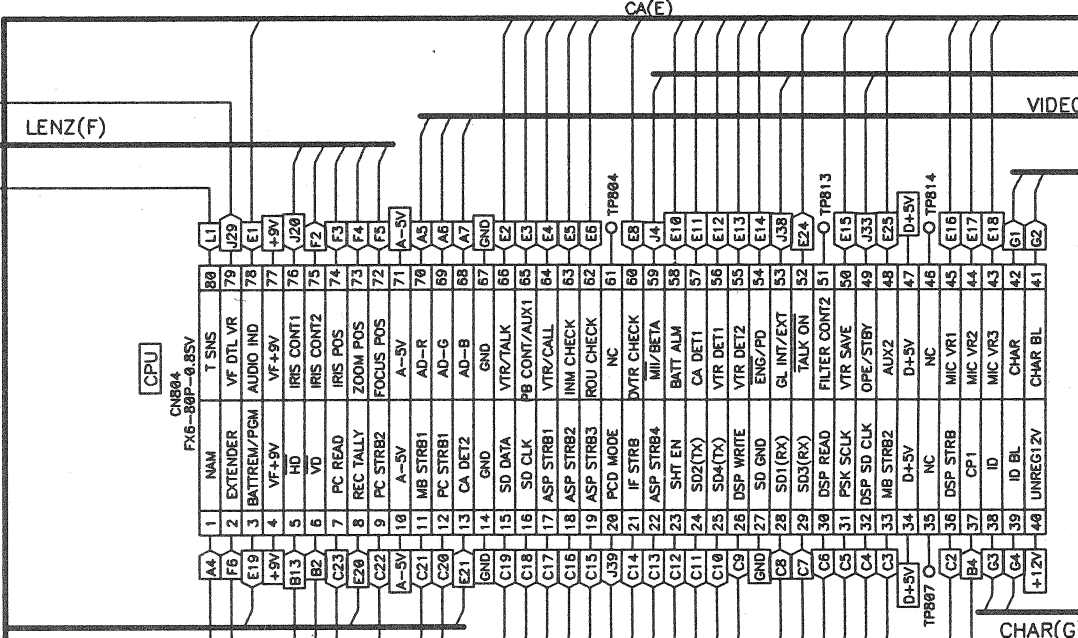 CA(E)
VIDEO
LENZ(F)
TP804
TP813
TP814
L1 J29 E1 +9V J20 F2 F3 F4 F5 A-5V A5 A6 A7 GND E2 E3 E4 E5 E6 E8 J4 E10 E11 E12 E13 E14 J38 E24 E15 J33 E25 D+5V E16 E17 E18 G1 G2
80 79 78 77 76 75 74 73 72 71 70 69 68 67 66 65 64 63 62 61 60 59 58 57 56 55 54 53 52 51 50 49 48 47 46 45 44 43 42 41
CPU
CN804
FX6-80P-0.8SV
T SNS
VF DTL VR
AUDIO IND
VF+9V
IRIS CONT1
IRIS CONT2
IRIS POS
ZOOM POS
FOCUS POS
A-5V
AD-R
AD-G
AD-B
GND
VTR/TALK
PB CONT/AUX1
VTR/CALL
INM CHECK
ROU CHECK
NC
DVTR CHECK
MII/BETA
BATT ALM
CA DET1
VTR DET1
VTR DET2
ENG/PD
GL INT/EXT
TALK ON
FILTER CONT2
VTR SAVE
OPE/STBY
AUX2
D+5V
NC
MIC VR1
MIC VR2
MIC VR3
CHAR
CHAR BL
NAM
EXTENDER
BATTREM/PGM
VF+9V
HD
VD
PC READ
REC TALLY
PC STRB2
A-5V
MB STRB1
PC STRB1
CA DET2
GND
SD DATA
SD CLK
ASP STRB1
ASP STRB2
ASP STRB3
PCD MODE
IF STRB
ASP STRB4
SHT EN
SD2(TX)
SD4(TX)
DSP WRITE
SD GND
SD1(RX)
SD3(RX)
DSP READ
PSK SCLK
DSP SD CLK
MB STRB2
D+5V
NC
DSP STRB
CP1
ID
ID BL
UNREG12V
1 2 3 4 5 6 7 8 9 10 11 12 13 14 15 16 17 18 19 20 21 22 23 24 25 26 27 28 29 30 31 32 33 34 35 36 37 38 39 40
A4 F6 E19 +9V B13 B2 C23 E20 C22 A-5V C21 C20 E21 GND C19 C18 C17 C16 C15 J39 C14 C13 C12 C11 C10 C9 GND C8 C7 C6 C5 C4 C3 D+5V C2 B4 G3 G4 +12V
TP807
CHAR(G)